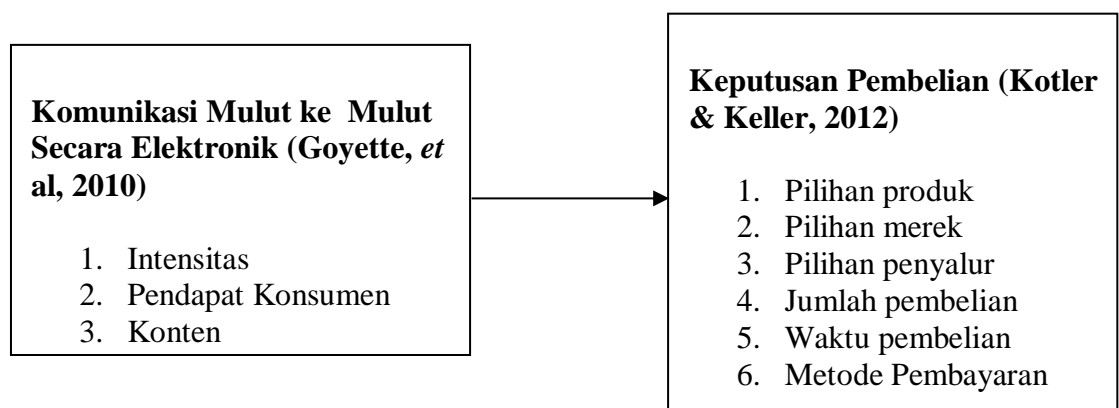 Komunikasi Mulut ke Mulut
Secara Elektronik (Goyette, et
al, 2010)
1. Intensitas
2. Pendapat Konsumen
3. Konten
Keputusan Pembelian (Kotler
& Keller, 2012)
1. Pilihan produk
2. Pilihan merek
3. Pilihan penyalur
4. Jumlah pembelian
5. Waktu pembelian
6. Metode Pembayaran